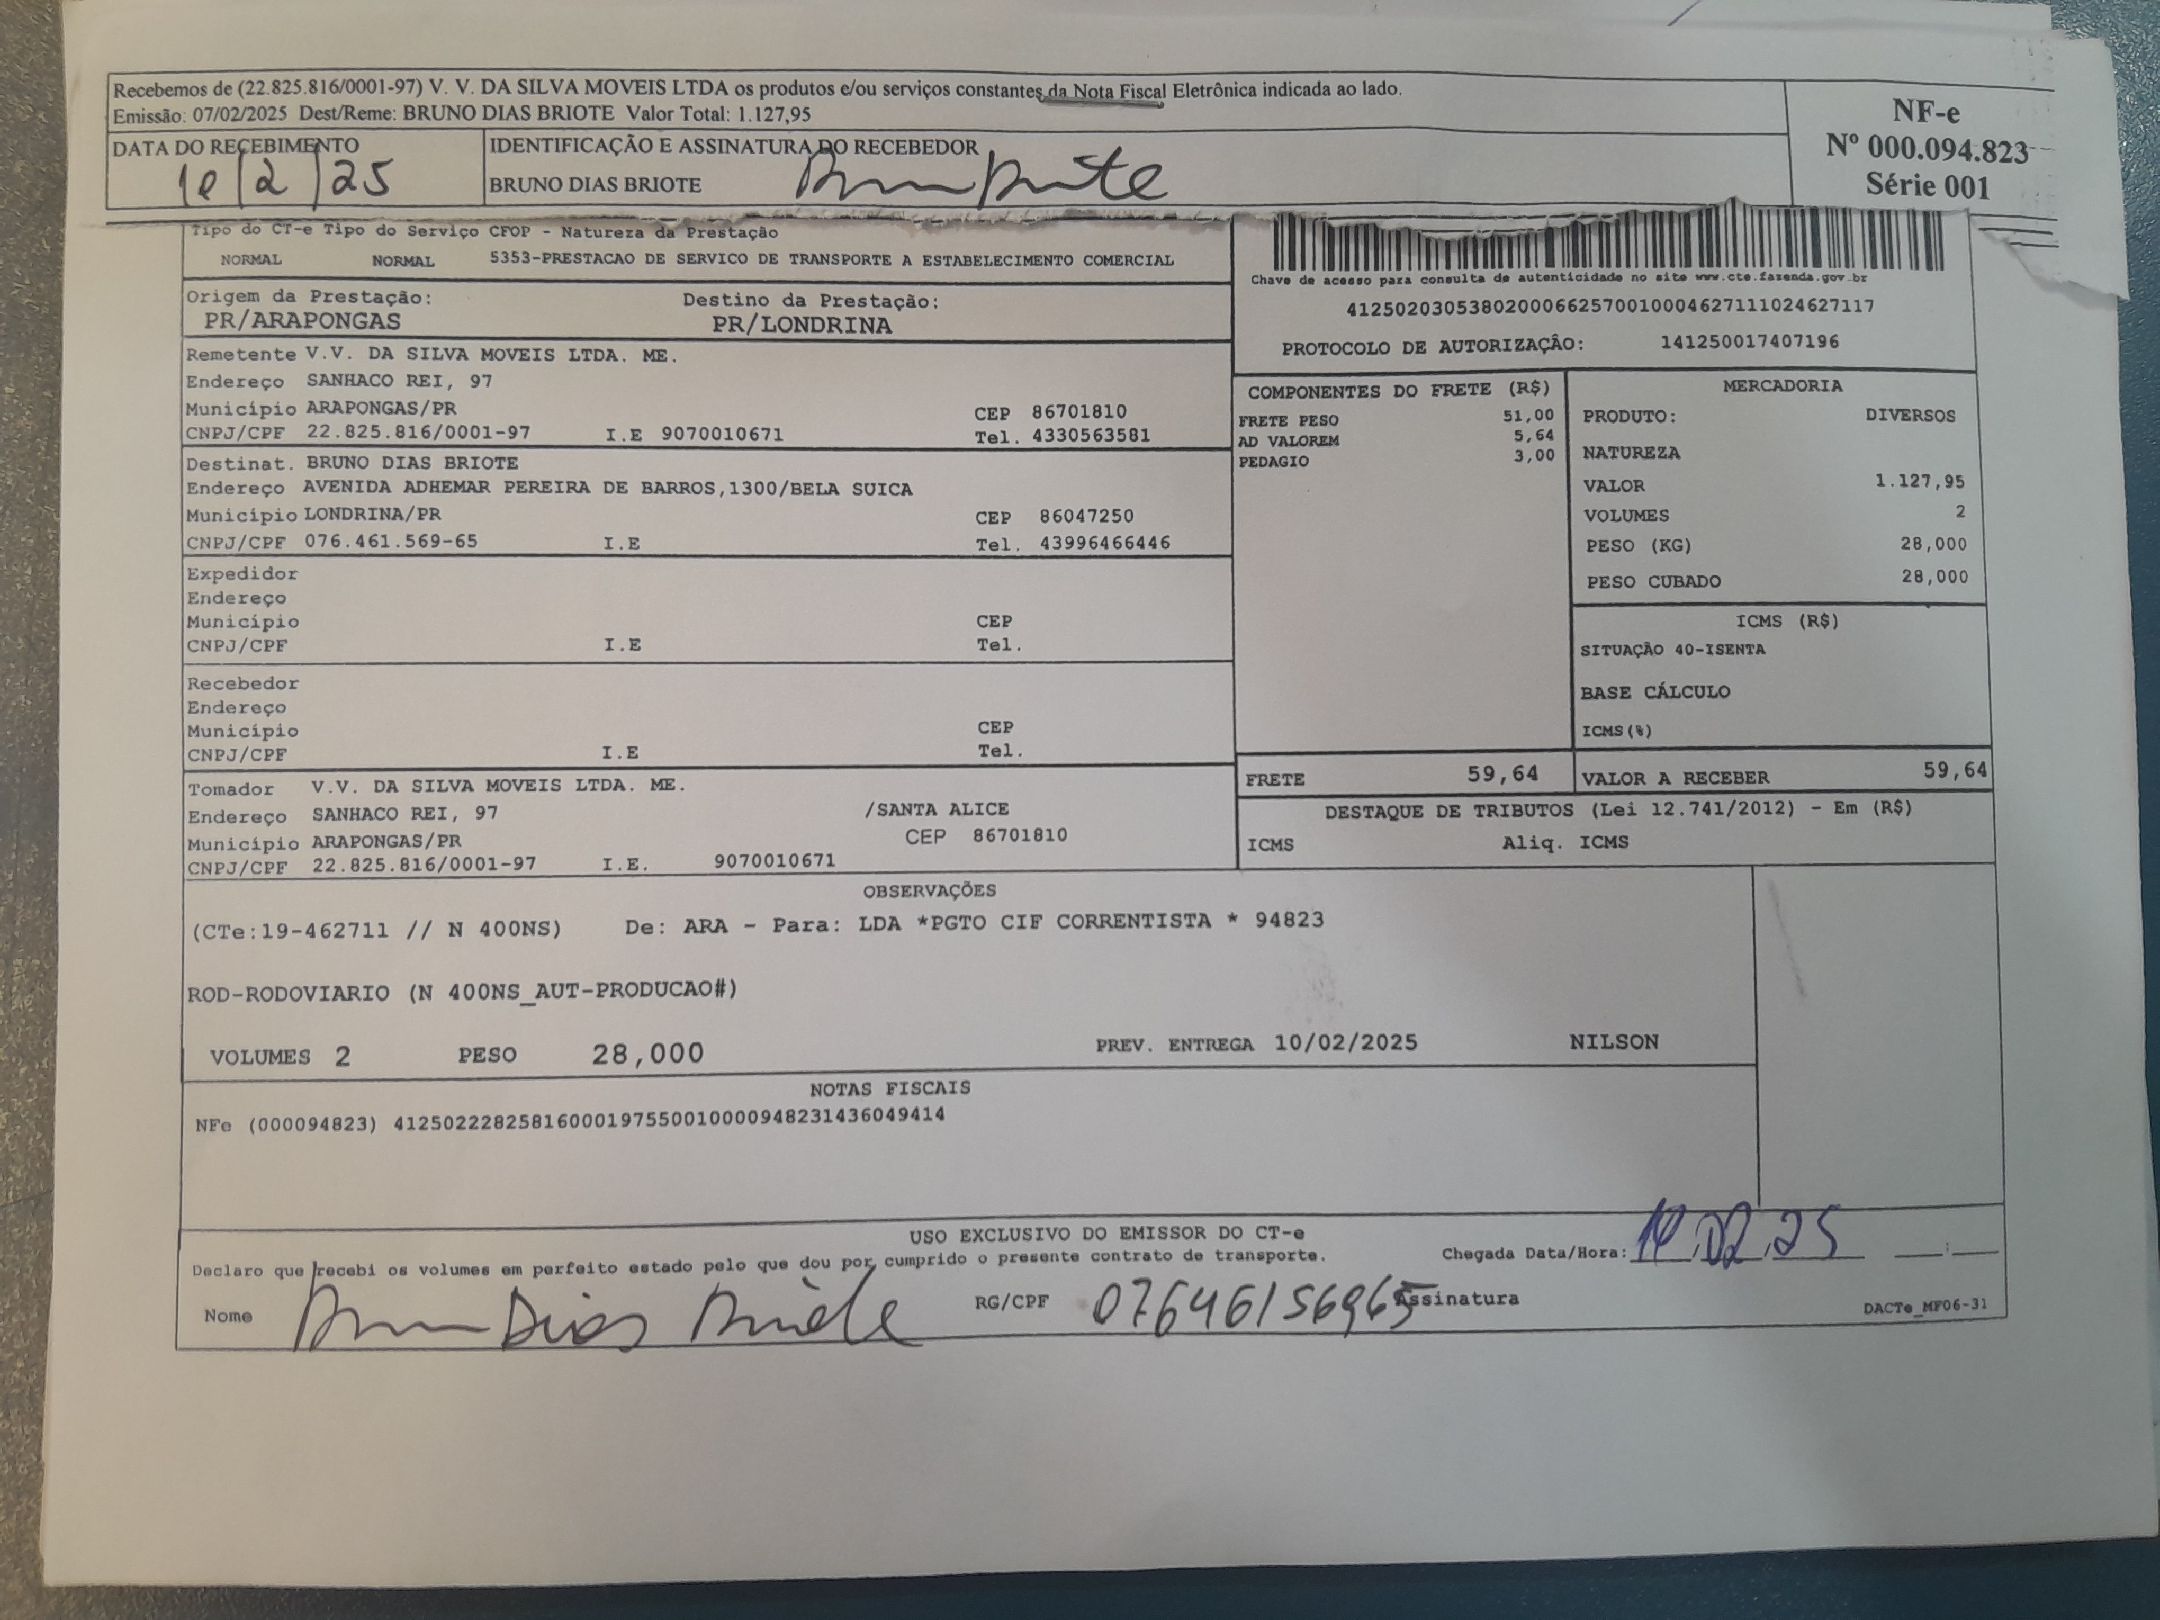 Recebemos de (22.825.816/0001-97) V. V. DA SILVA MOVEIS LTDA os produtos e/ou serviços constantes da Nota Fiscal Eletrônica indicada ao lado.
Emissão: 07/02/2025 Dest/Reme: BRUNO DIAS BRIOTE Valor Total: 1.127,95
NF-e
Nº 000.094.823
Série 001
DATA DO RECEBIMENTO
10/2/25
IDENTIFICAÇÃO E ASSINATURA DO RECEBEDOR
BRUNO DIAS BRIOTE
Tipo do CT-e Tipo do Serviço CFOP - Natureza da Prestação
NORMAL NORMAL 5353-PRESTACAO DE SERVICO DE TRANSPORTE A ESTABELECIMENTO COMERCIAL
Chave de acesso para consulta de autenticidade no site www.cte.fazenda.gov.br
41250203053802000662570010004627111024627117
PROTOCOLO DE AUTORIZAÇÂO: 141250017407196
Origem da Prestação: Destino da Prestação:
PR/ARAPONGAS PR/LONDRINA
Remetente V.V. DA SILVA MOVEIS LTDA. ME.
Endereço SANHACO REI, 97
Município ARAPONGAS/PR CEP 86701810
CNPJ/CPF 22.825.816/0001-97 I.E 9070010671 Tel. 4330563581
Destinat. BRUNO DIAS BRIOTE
Endereço AVENIDA ADHEMAR PEREIRA DE BARROS,1300/BELA SUICA
Município LONDRINA/PR CEP 86047250
CNPJ/CPF 076.461.569-65 I.E Tel. 43996466446
Expedidor
Endereço
Município CEP
CNPJ/CPF I.E Tel.
Recebedor
Endereço
Município CEP
CNPJ/CPF I.E Tel.
Tomador V.V. DA SILVA MOVEIS LTDA. ME.
Endereço SANHACO REI, 97 /SANTA ALICE
Município ARAPONGAS/PR CEP 86701810
CNPJ/CPF 22.825.816/0001-97 I.E. 9070010671
COMPONENTES DO FRETE (R$)
FRETE PESO 51,00
AD VALOREM 5,64
PEDAGIO 3,00
MERCADORIA
PRODUTO: DIVERSOS
NATUREZA
VALOR 1.127,95
VOLUMES 2
PESO (KG) 28,000
PESO CUBADO 28,000
ICMS (R$)
SITUAÇÃO 40-ISENTA
BASE CÁLCULO
ICMS(%)
FRETE 59,64 VALOR A RECEBER 59,64
DESTAQUE DE TRIBUTOS (Lei 12.741/2012) - Em (R$)
ICMS Aliq. ICMS
OBSERVAÇÕES
(CTe:19-462711 // N 400NS) De: ARA - Para: LDA *PGTO CIF CORRENTISTA * 94823
ROD-RODOVIARIO (N 400NS_AUT-PRODUCAO#)
VOLUMES 2 PESO 28,000 PREV. ENTREGA 10/02/2025 NILSON
NOTAS FISCAIS
NFe (000094823) 41250222825816000197550010000948231436049414
USO EXCLUSIVO DO EMISSOR DO CT-e
Declaro que recebi os volumes em perfeito estado pelo que dou por cumprido o presente contrato de transporte.
Chegada Data/Hora: 02 25 __:__
Nome Dias RG/CPF 07646156965 Assinatura
DACTe_MF06-31